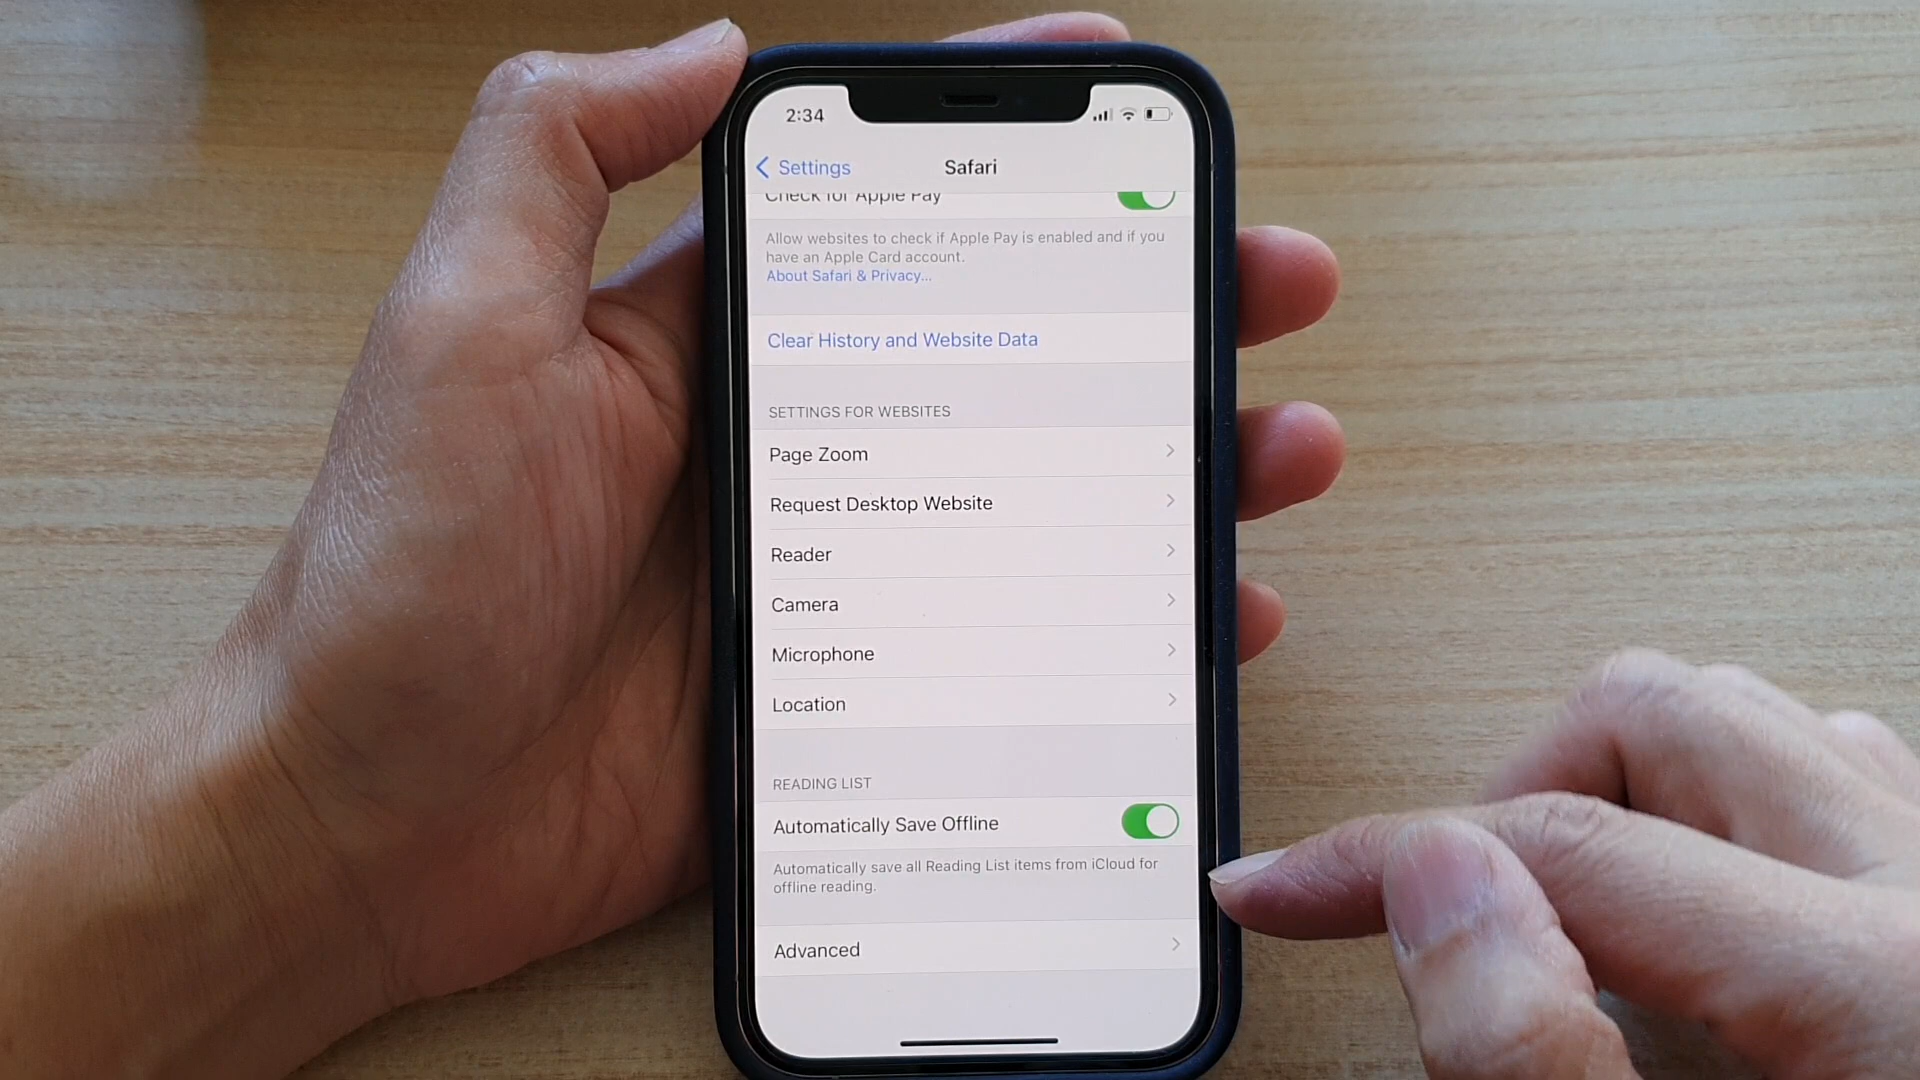 2:34
Settings
Safari
Check for Apple Pay
Allow websites to check if Apple Pay is enabled and if you
have an Apple Card account.
About Safari & Privacy...
Clear History and Website Data
SETTINGS FOR WEBSITES
Page Zoom
Request Desktop Website
Reader
Camera
Microphone
Location
READING LIST
Automatically Save Offline
Automatically save all Reading List items from iCloud for
offline reading.
Advanced